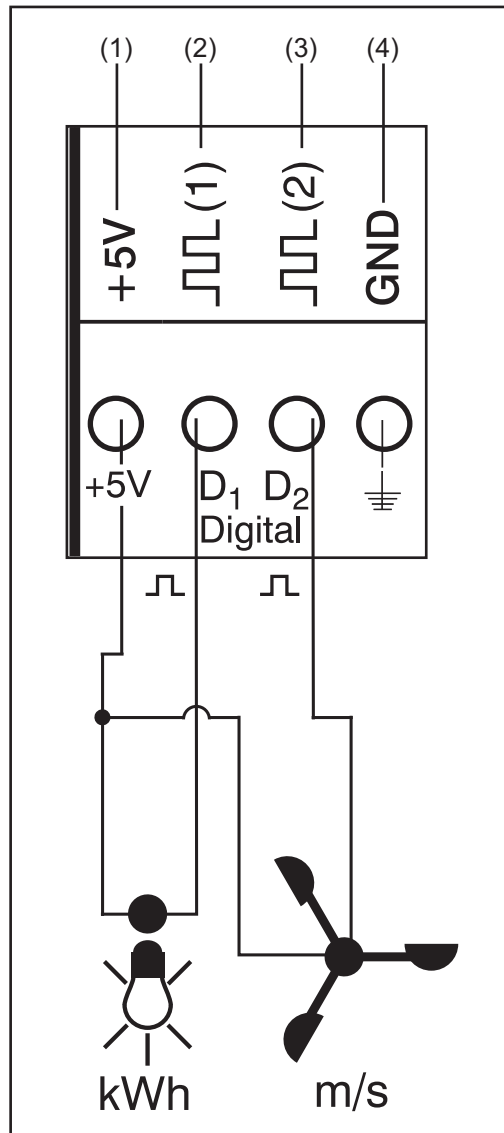 (1) (2) (3) (4)
+5V (1) (2) GND
+5V D1 D2
Digital
kWh m/s